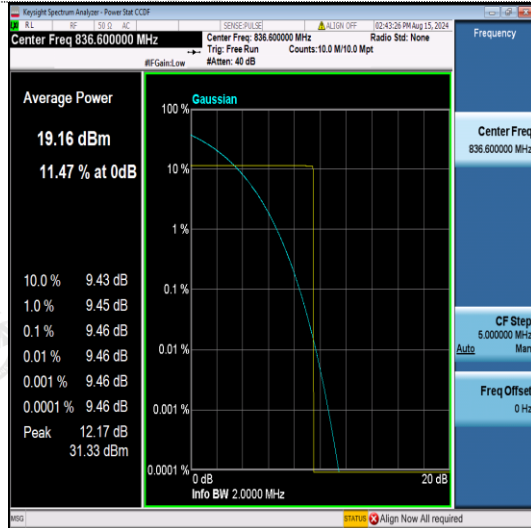 Keysight Spectrum Analyzer - Power Stat CCDF
RL RF 50 Ω AC SENSE:PULSE ALIGN OFF 02:43:26 PM Aug 15, 2024
Center Freq 836.600000 MHz
Center Freq: 836.600000 MHz Radio Std: None
Trig: Free Run Counts:10.0 M/10.0 Mpt
#IFGain:Low #Atten: 40 dB
Frequency
Average Power
19.16 dBm
11.47 % at 0dB
10.0 % 9.43 dB
1.0 % 9.45 dB
0.1 % 9.46 dB
0.01 % 9.46 dB
0.001 % 9.46 dB
0.0001 % 9.46 dB
Peak 12.17 dB
31.33 dBm
Gaussian
100 %
10 %
1 %
0.1 %
0.01 %
0.001 %
0.0001 %
0 dB 20 dB
Info BW 2.0000 MHz
Center Freq
836.600000 MHz
CF Step
5.000000 MHz
Auto Man
Freq Offset
0 Hz
MSG STATUS Align Now All required